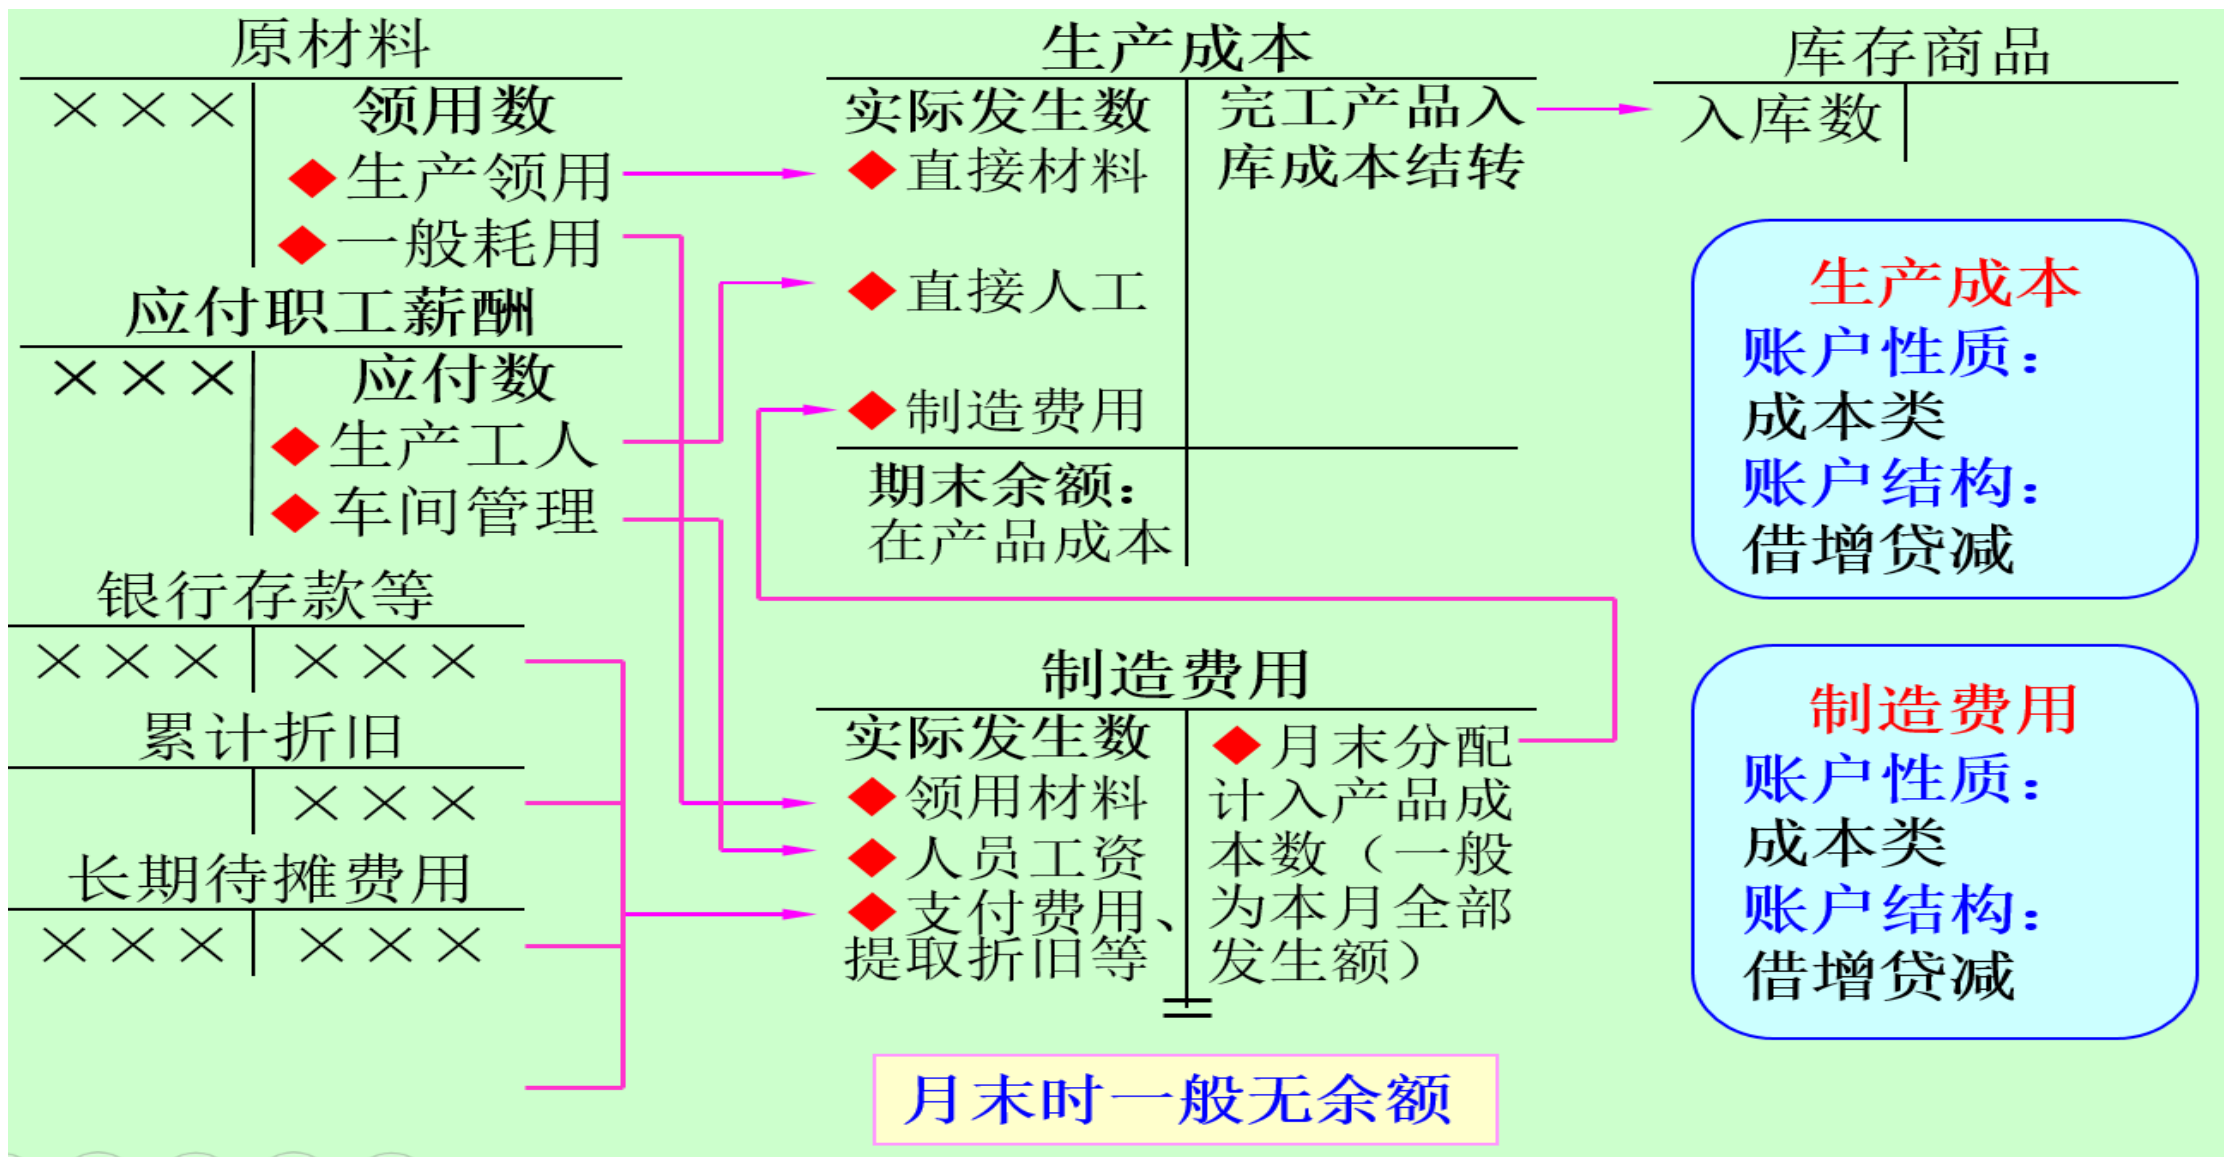 原材料
×××
领用数
◆生产领用
◆一般耗用
应付职工薪酬
×××
应付数
◆生产工人
◆车间管理
银行存款等
××× ×××
累计折旧
×××
长期待摊费用
××× ×××
生产成本
实际发生数
◆直接材料
◆直接人工
◆制造费用
期末余额：
在产品成本
完工产品入
库成本结转
库存商品
入库数
制造费用
实际发生数
◆领用材料
◆人员工资
◆支付费用、
提取折旧等
◆月末分配
计入产品成
本数（一般
为本月全部
发生额）
月末时一般无余额
生产成本
账户性质：
成本类
账户结构：
借增贷减
制造费用
账户性质：
成本类
账户结构：
借增贷减